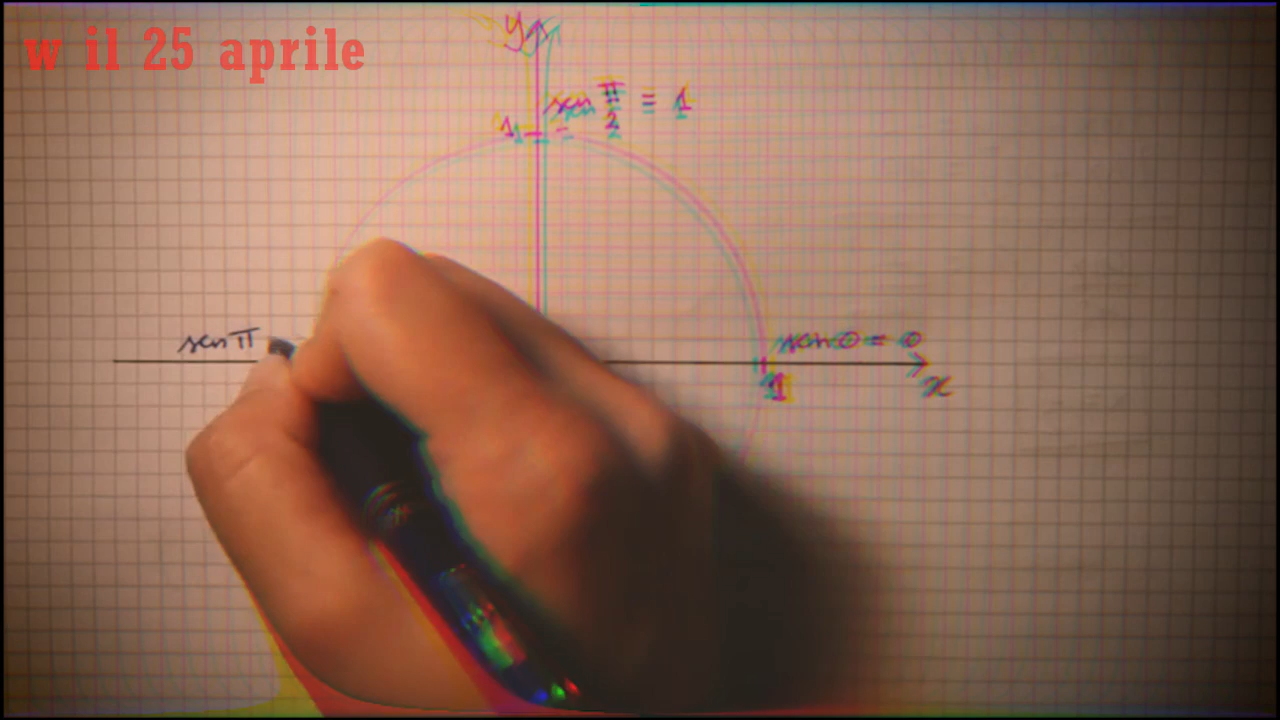 w il 25 aprile
y
sen π/2 = 1
1
sen π
sen 0 = 0
1
x